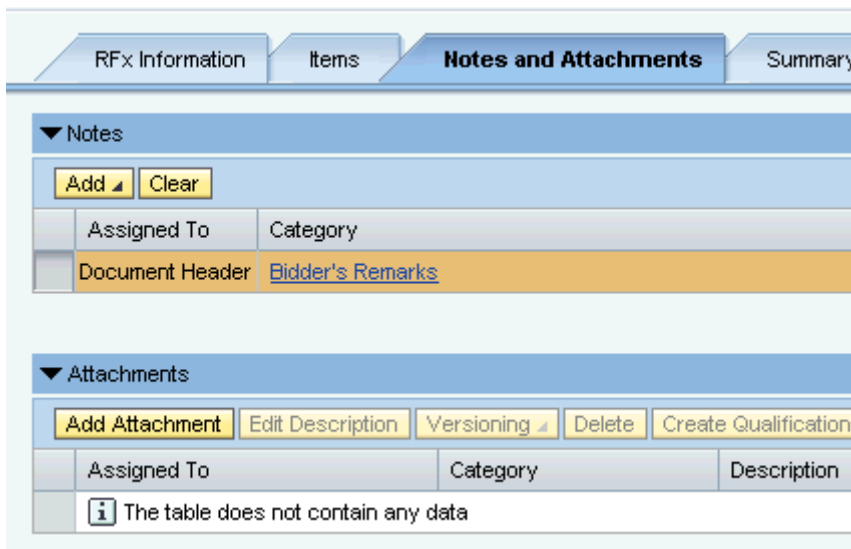 RFx Information Items Notes and Attachments Summary
Notes
Add Clear
Assigned To Category
Document Header Bidder's Remarks
Attachments
Add Attachment Edit Description Versioning Delete Create Qualification
Assigned To Category Description
The table does not contain any data